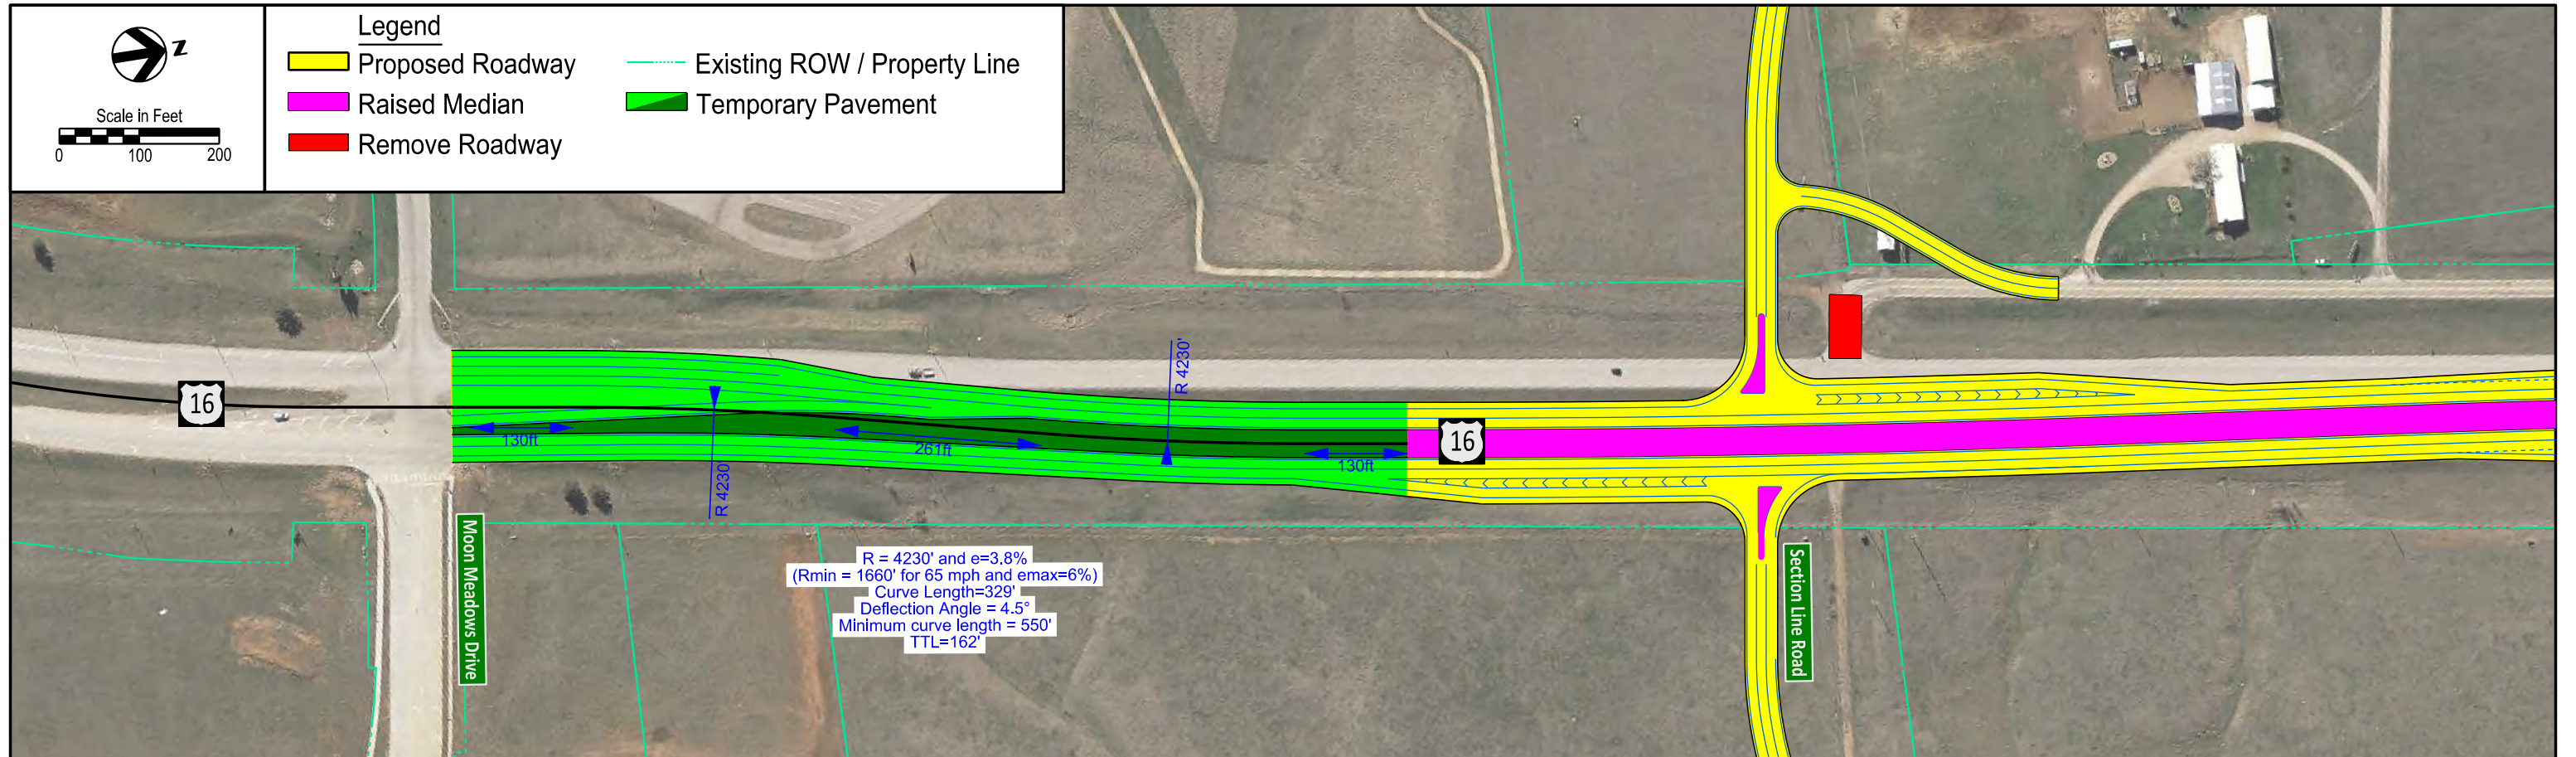 Z
Scale in Feet
0 100 200
Legend
Proposed Roadway
Raised Median
Remove Roadway
Existing ROW / Property Line
Temporary Pavement
16
130ft
R 4230'
261ft
R 4230'
130ft
16
Moon Meadows Drive
R = 4230' and e=3.8%
(Rmin = 1660' for 65 mph and emax=6%)
Curve Length=329'
Deflection Angle = 4.5°
Minimum curve length = 550'
TTL=162'
Section Line Road